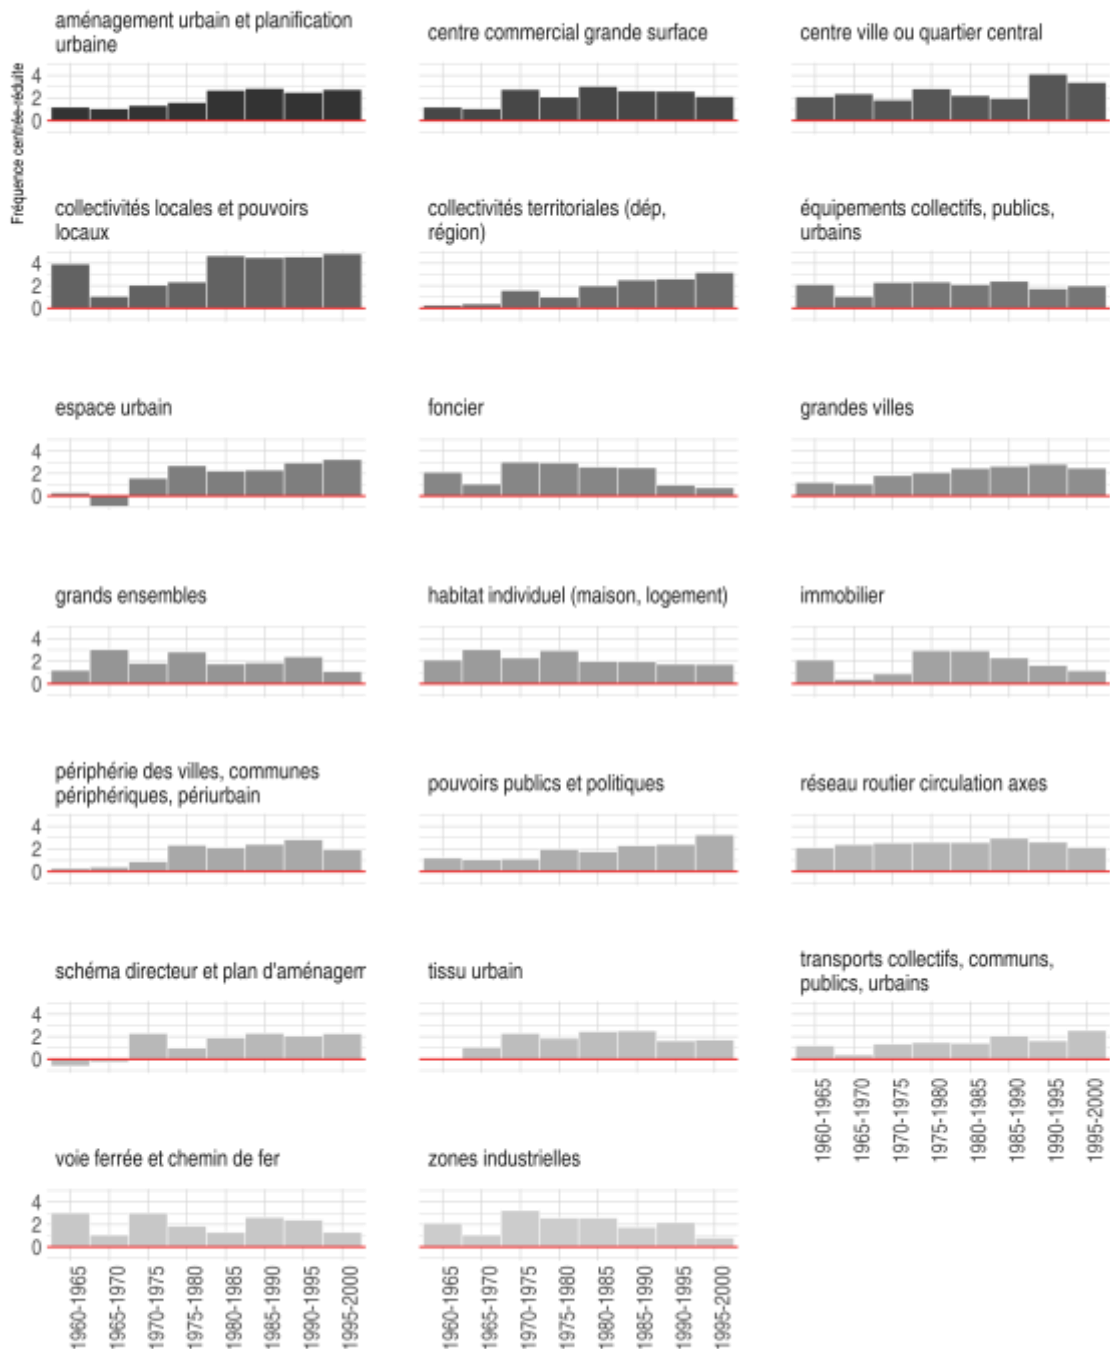 aménagement urbain et planification
urbaine
centre commercial grande surface
centre ville ou quartier central
Fréquence centrée-réduite
4
2
0
collectivités locales et pouvoirs
locaux
collectivités territoriales (dép,
région)
équipements collectifs, publics,
urbains
4
2
0
espace urbain
foncier
grandes villes
4
2
0
grands ensembles
habitat individuel (maison, logement)
immobilier
4
2
0
périphérie des villes, communes
périphériques, périurbain
pouvoirs publics et politiques
réseau routier circulation axes
4
2
0
schéma directeur et plan d'aménagem
tissu urbain
transports collectifs, communs,
publics, urbains
4
2
0
1960-1965
1965-1970
1970-1975
1975-1980
1980-1985
1985-1990
1990-1995
1995-2000
voie ferrée et chemin de fer
zones industrielles
4
2
0
1960-1965
1965-1970
1970-1975
1975-1980
1980-1985
1985-1990
1990-1995
1995-2000
1960-1965
1965-1970
1970-1975
1975-1980
1980-1985
1985-1990
1990-1995
1995-2000